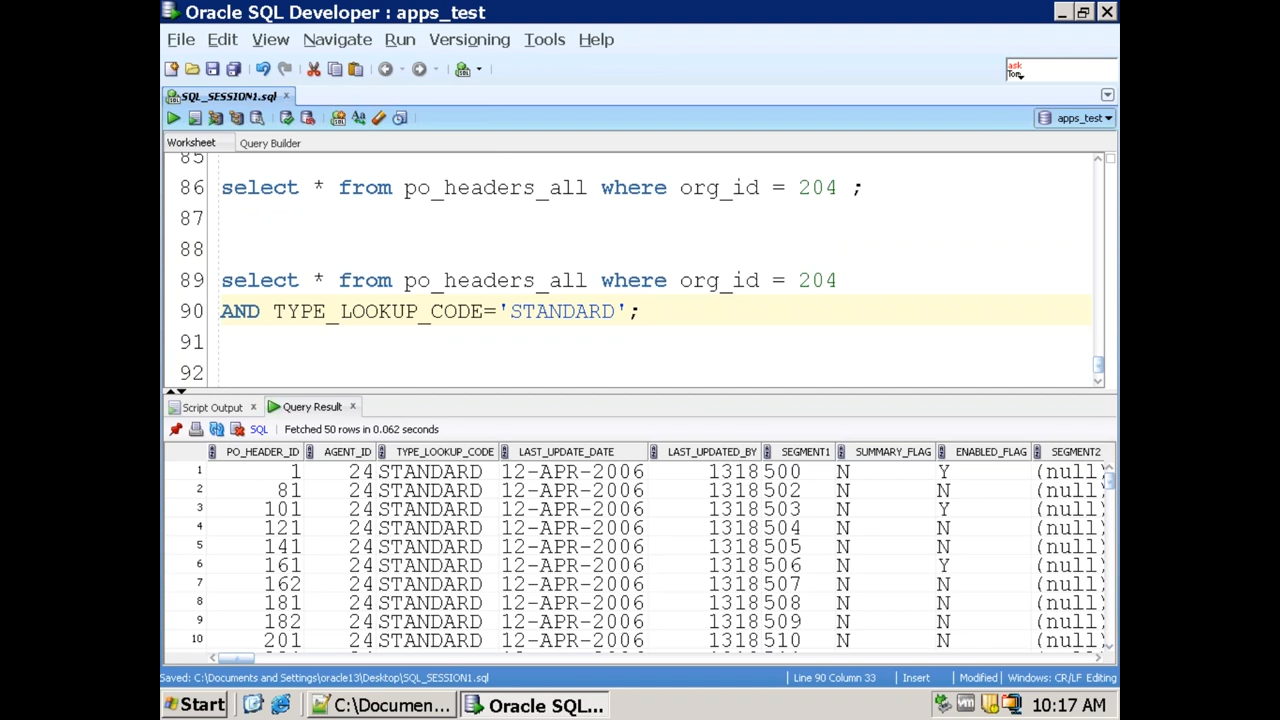 Oracle SQL Developer : apps_test
File Edit View Navigate Run Versioning Tools Help
ask
Tom
SQL_SESSION1.sql
apps_test
Worksheet Query Builder
85
86 select * from po_headers_all where org_id = 204 ;
87
88
89 select * from po_headers_all where org_id = 204
90 AND TYPE_LOOKUP_CODE='STANDARD';
91
92
Script Output x Query Result x
SQL Fetched 50 rows in 0.062 seconds
PO_HEADER_ID AGENT_ID TYPE_LOOKUP_CODE LAST_UPDATE_DATE LAST_UPDATED_BY SEGMENT1 SUMMARY_FLAG ENABLED_FLAG SEGMENT2
1 1 24 STANDARD 12-APR-2006 1318 500 N Y (null)
2 81 24 STANDARD 12-APR-2006 1318 502 N N (null)
3 101 24 STANDARD 12-APR-2006 1318 503 N Y (null)
4 121 24 STANDARD 12-APR-2006 1318 504 N N (null)
5 141 24 STANDARD 12-APR-2006 1318 505 N N (null)
6 161 24 STANDARD 12-APR-2006 1318 506 N Y (null)
7 162 24 STANDARD 12-APR-2006 1318 507 N N (null)
8 181 24 STANDARD 12-APR-2006 1318 508 N N (null)
9 182 24 STANDARD 12-APR-2006 1318 509 N N (null)
10 201 24 STANDARD 12-APR-2006 1318 510 N N (null)
Saved: C:\Documents and Settings\oracle13\Desktop\SQL_SESSION1.sql Line 90 Column 33 Insert Modified Windows: CR/LF Editing
Start C:\Documen... Oracle SQL... 10:17 AM